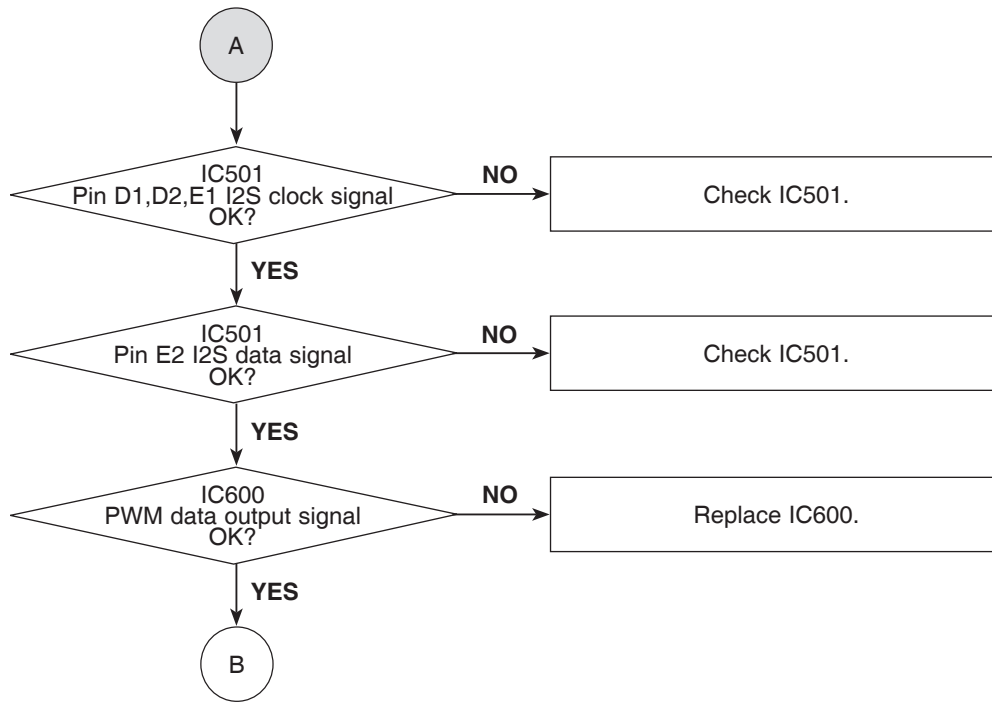 A
IC501
Pin D1,D2,E1 I2S clock signal
OK?
NO
Check IC501.
YES
IC501
Pin E2 I2S data signal
OK?
NO
Check IC501.
YES
IC600
PWM data output signal
OK?
NO
Replace IC600.
YES
B